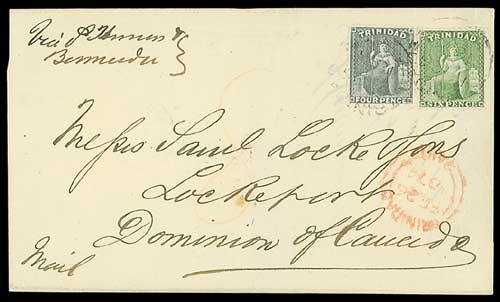 Via St Thomas &
Bermuda
TRINIDAD
FOUR PENCE
TRINIDAD
SIX PENCE
Messrs Saml Locke & Sons
Lockeport
Dominion of Canada
Mail
TRINIDAD